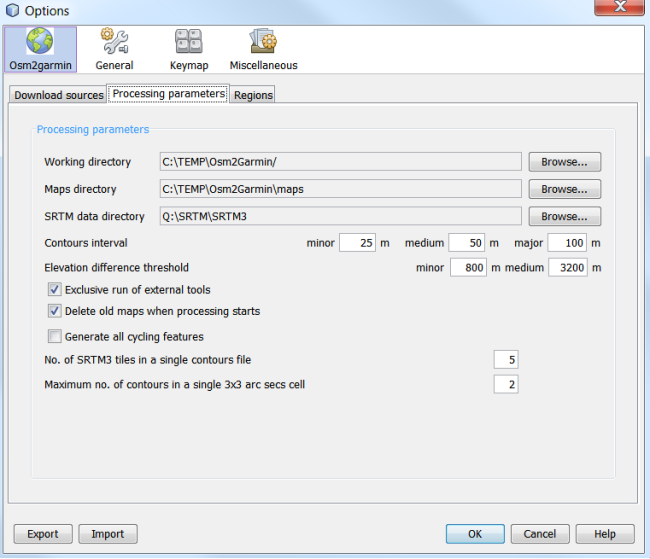 Options
Osm2garmin General Keymap Miscellaneous
Download sources Processing parameters Regions
Processing parameters
Working directory C:\TEMP\Osm2Garmin/ Browse...
Maps directory C:\TEMP\Osm2Garmin\maps Browse...
SRTM data directory Q:\SRTM\SRTM3 Browse...
Contours interval minor 25 m medium 50 m major 100 m
Elevation difference threshold minor 800 m medium 3200 m
Exclusive run of external tools
Delete old maps when processing starts
Generate all cycling features
No. of SRTM3 tiles in a single contours file 5
Maximum no. of contours in a single 3x3 arc secs cell 2
Export Import OK Cancel Help